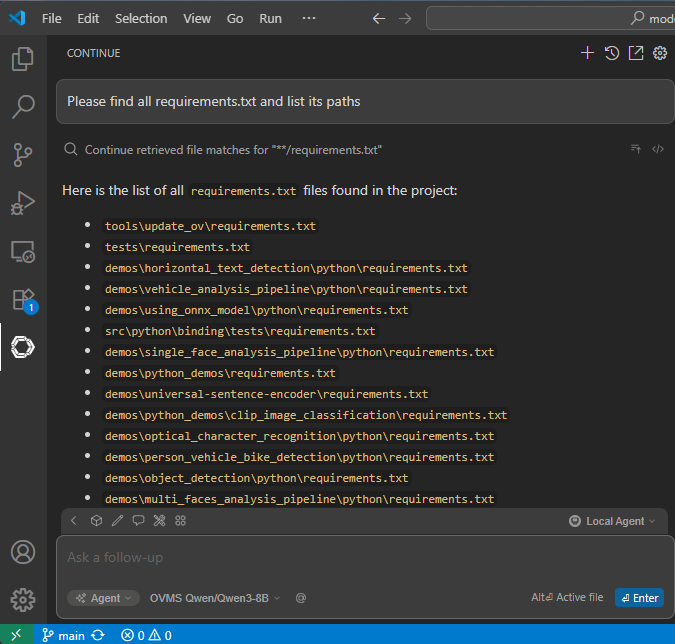 File Edit Selection View Go Run ...
mode
CONTINUE
Please find all requirements.txt and list its paths
Continue retrieved file matches for "**/requirements.txt"
Here is the list of all requirements.txt files found in the project:
tools\update_ov\requirements.txt
tests\requirements.txt
demos\horizontal_text_detection\python\requirements.txt
demos\vehicle_analysis_pipeline\python\requirements.txt
demos\using_onnx_model\python\requirements.txt
src\python\binding\tests\requirements.txt
demos\single_face_analysis_pipeline\python\requirements.txt
demos\python_demos\requirements.txt
demos\universal-sentence-encoder\requirements.txt
demos\python_demos\clip_image_classification\requirements.txt
demos\optical_character_recognition\python\requirements.txt
demos\person_vehicle_bike_detection\python\requirements.txt
demos\object_detection\python\requirements.txt
demos\multi_faces_analysis_pipeline\python\requirements.txt
1
Local Agent
Ask a follow-up
Agent OVMS Qwen/Qwen3-8B @ Alt⏎ Active file ⏎ Enter
main 0 0